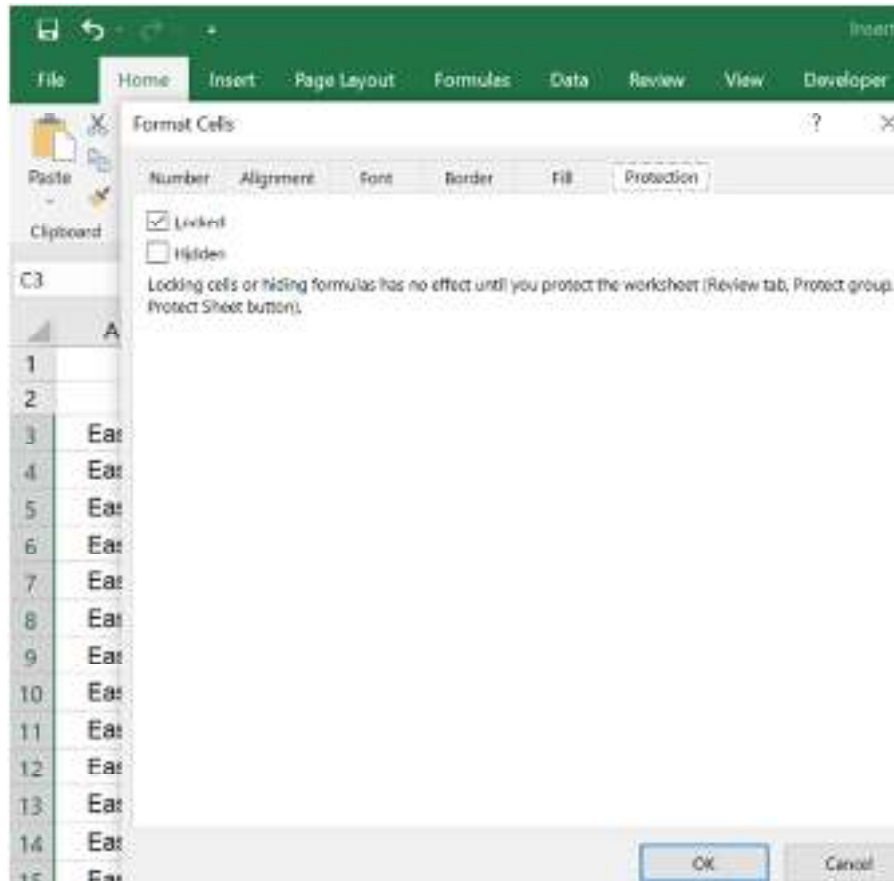 Insert
File Home Insert Page Layout Formulas Data Review View Developer
Format Cells ? ×
Paste
Number Alignment Font Border Fill Protection
Clipboard
Locked
Hidden
C3
Locking cells or hiding formulas has no effect until you protect the worksheet (Review tab, Protect group,
Protect Sheet button).
A
1
2
3 Eas
4 Eas
5 Eas
6 Eas
7 Eas
8 Eas
9 Eas
10 Eas
11 Eas
12 Eas
13 Eas
14 Eas
15 Eas
OK Cancel